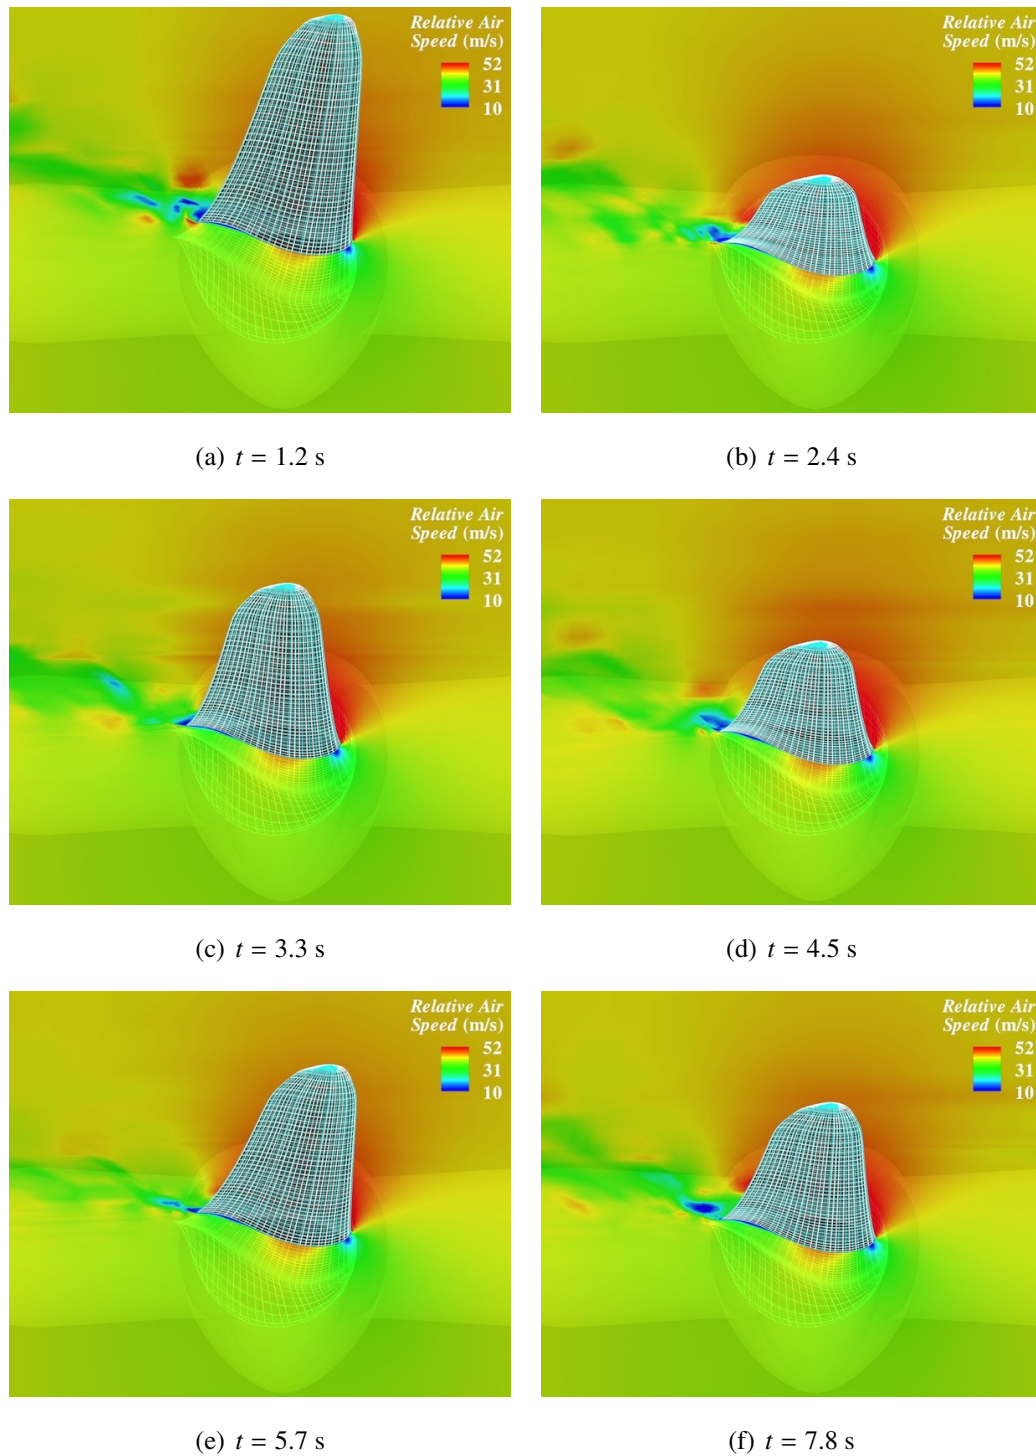 Relative Air
Speed (m/s)
52
31
10
Relative Air
Speed (m/s)
52
31
10
(a) t = 1.2 s
(b) t = 2.4 s
Relative Air
Speed (m/s)
52
31
10
Relative Air
Speed (m/s)
52
31
10
(c) t = 3.3 s
(d) t = 4.5 s
Relative Air
Speed (m/s)
52
31
10
Relative Air
Speed (m/s)
52
31
10
(e) t = 5.7 s
(f) t = 7.8 s